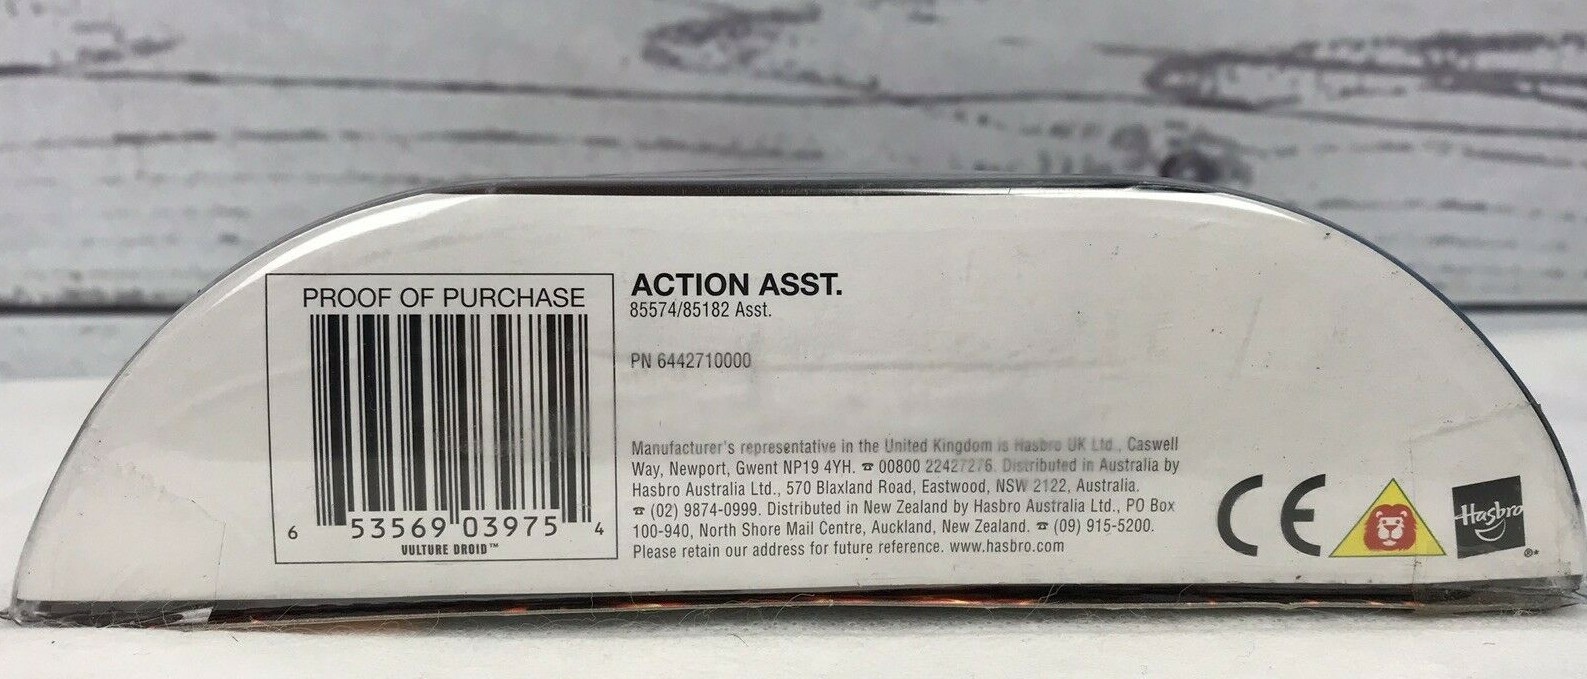 PROOF OF PURCHASE
6 53569 03975 4
VULTURE DROID™
ACTION ASST.
85574/85182 Asst.
PN 6442710000
Manufacturer's representative in the United Kingdom is Hasbro UK Ltd., Caswell
Way, Newport, Gwent NP19 4YH. ☎ 00800 22427276. Distributed in Australia by
Hasbro Australia Ltd., 570 Blaxland Road, Eastwood, NSW 2122, Australia.
☎ (02) 9874-0999. Distributed in New Zealand by Hasbro Australia Ltd., PO Box
100-940, North Shore Mail Centre, Auckland, New Zealand. ☎ (09) 915-5200.
Please retain our address for future reference. www.hasbro.com
CE
Hasbro
®*